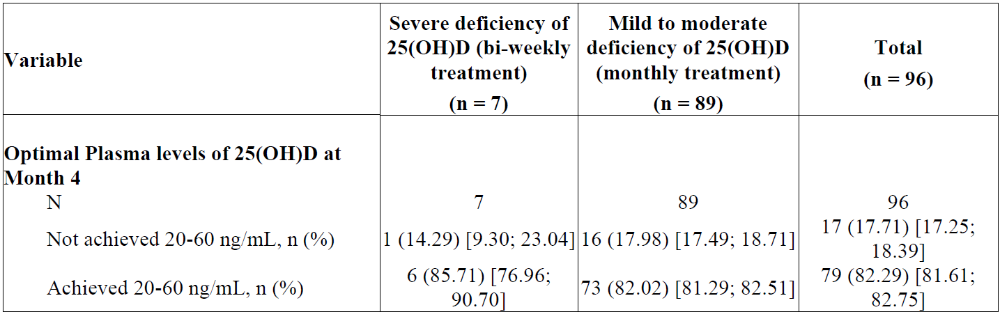 Variable
Severe deficiency of
25(OH)D (bi-weekly
treatment)
(n = 7)
Mild to moderate
deficiency of 25(OH)D
(monthly treatment)
(n = 89)
Total
(n = 96)
Optimal Plasma levels of 25(OH)D at
Month 4
N
7
89
96
Not achieved 20-60 ng/mL, n (%)
1 (14.29) [9.30; 23.04]
16 (17.98) [17.49; 18.71]
17 (17.71) [17.25;
18.39]
Achieved 20-60 ng/mL, n (%)
6 (85.71) [76.96;
90.70]
73 (82.02) [81.29; 82.51]
79 (82.29) [81.61;
82.75]